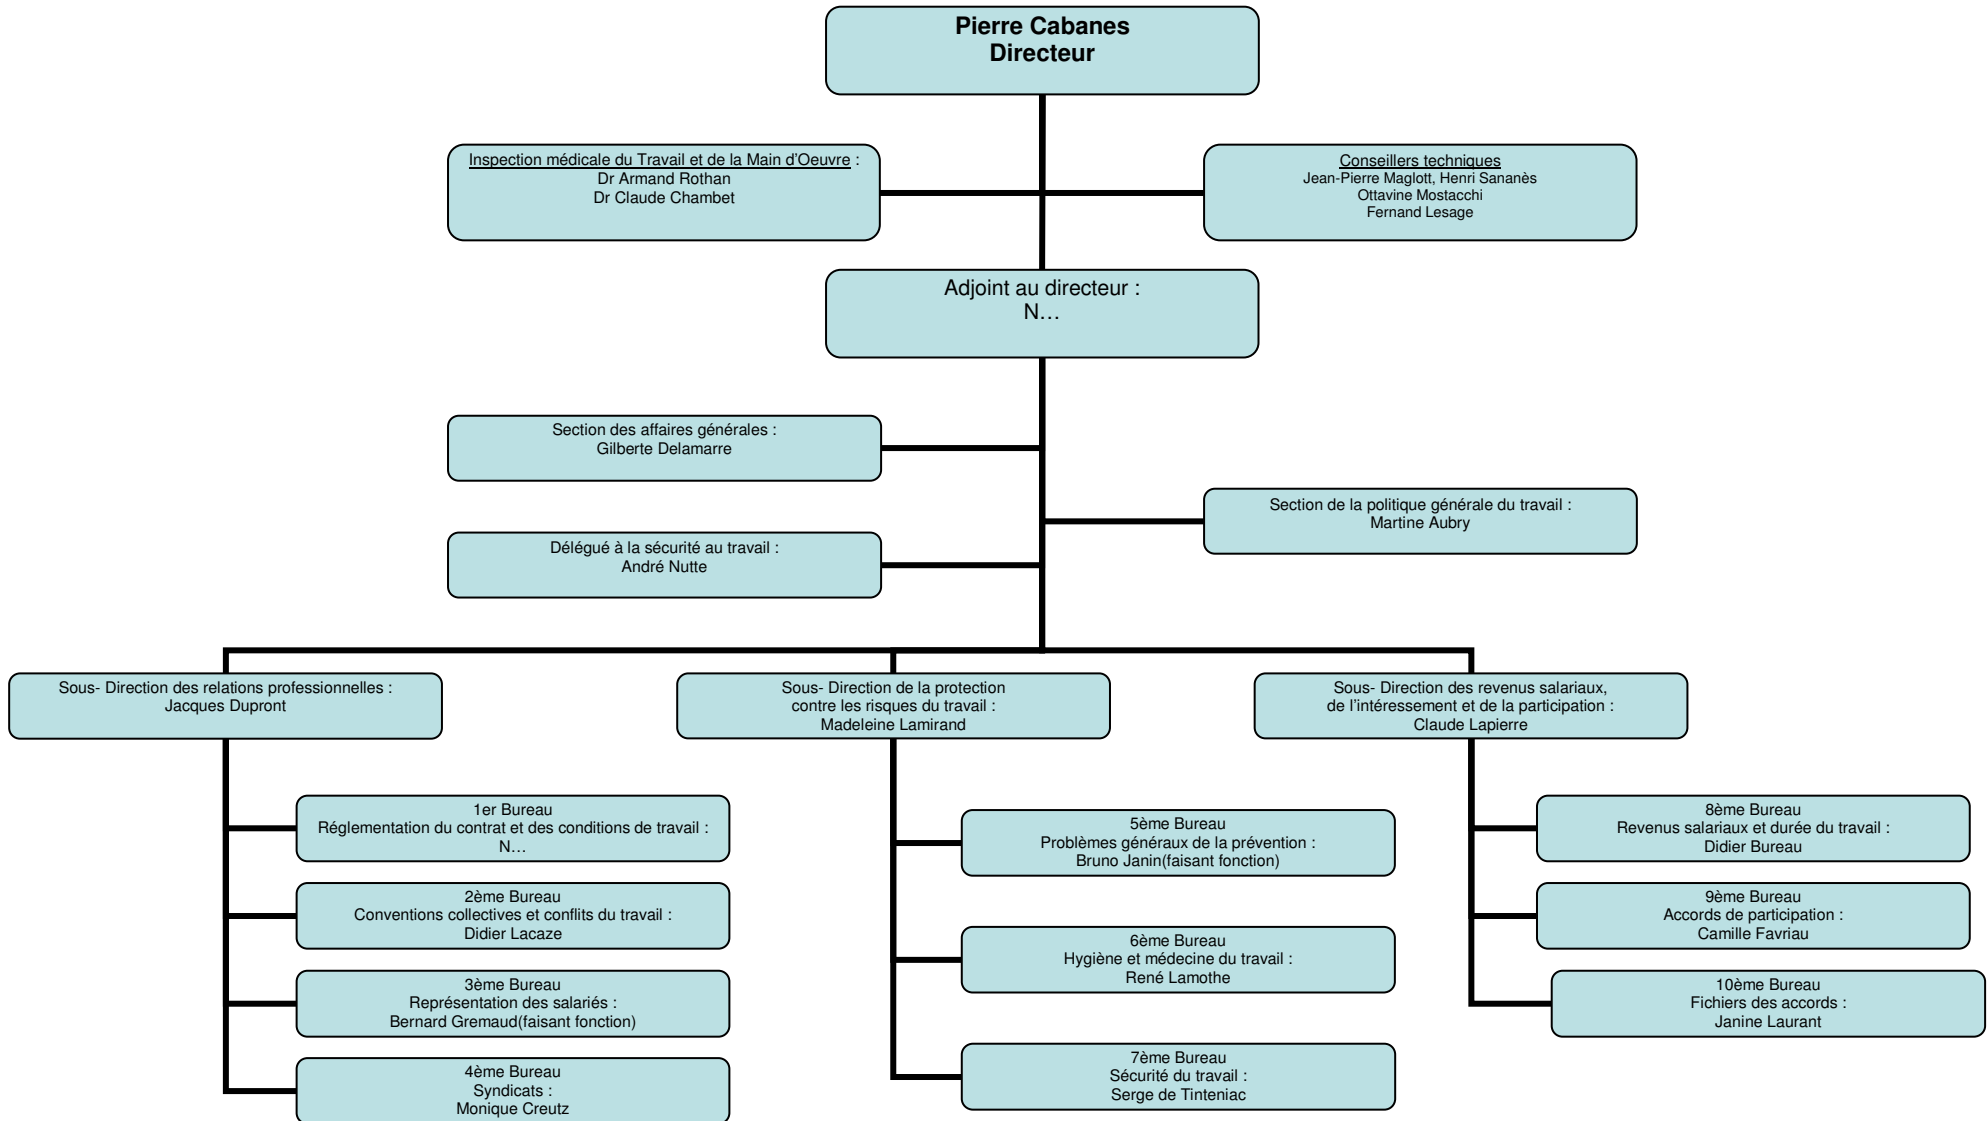 Pierre Cabanes
Directeur
Inspection médicale du Travail et de la Main d'Oeuvre :
Dr Armand Rothan
Dr Claude Chambet
Conseillers techniques
Jean-Pierre Maglott, Henri Sananès
Ottavine Mostacchi
Fernand Lesage
Adjoint au directeur :
N…
Section des affaires générales :
Gilberte Delamarre
Section de la politique générale du travail :
Martine Aubry
Délégué à la sécurité au travail :
André Nutte
Sous- Direction des relations professionnelles :
Jacques Dupront
Sous- Direction de la protection
contre les risques du travail :
Madeleine Lamirand
Sous- Direction des revenus salariaux,
de l'intéressement et de la participation :
Claude Lapierre
1er Bureau
Réglementation du contrat et des conditions de travail :
N…
2ème Bureau
Conventions collectives et conflits du travail :
Didier Lacaze
3ème Bureau
Représentation des salariés :
Bernard Gremaud(faisant fonction)
4ème Bureau
Syndicats :
Monique Creutz
5ème Bureau
Problèmes généraux de la prévention :
Bruno Janin(faisant fonction)
6ème Bureau
Hygiène et médecine du travail :
René Lamothe
7ème Bureau
Sécurité du travail :
Serge de Tinteniac
8ème Bureau
Revenus salariaux et durée du travail :
Didier Bureau
9ème Bureau
Accords de participation :
Camille Favriau
10ème Bureau
Fichiers des accords :
Janine Laurant